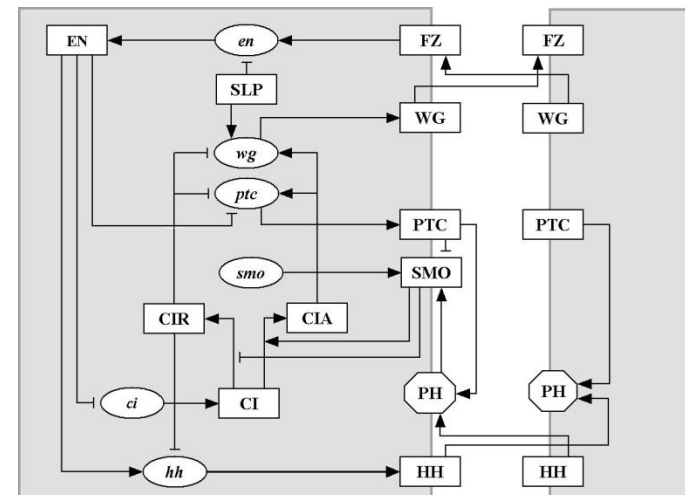 EN en FZ FZ
SLP
WG WG
wg
ptc
PTC PTC
smo SMO
CIR CIA
PH PH
ci CI
hh HH HH